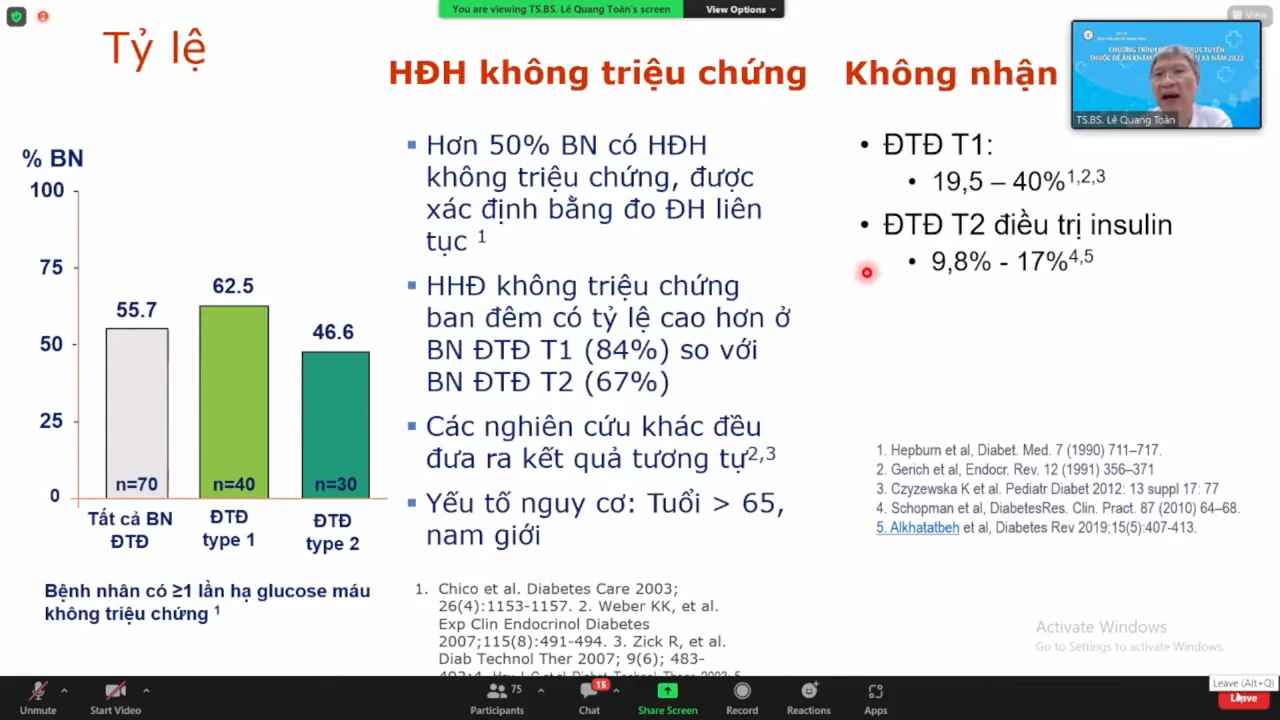 You are viewing TS.BS. Lê Quang Toàn's screen
View Options
View
Tỷ lệ
HĐH không triệu chứng
Không nhận
TS.BS. Lê Quang Toàn
% BN
100
75
50
25
0
55.7
62.5
46.6
n=70
n=40
n=30
Tất cả BN
ĐTĐ
ĐTĐ
type 1
ĐTĐ
type 2
Bệnh nhân có ≥1 lần hạ glucose máu
không triệu chứng 1
Hơn 50% BN có HĐH
không triệu chứng, được
xác định bằng đo ĐH liên
tục 1
HHĐ không triệu chứng
ban đêm có tỷ lệ cao hơn ở
BN ĐTĐ T1 (84%) so với
BN ĐTĐ T2 (67%)
Các nghiên cứu khác đều
đưa ra kết quả tương tự2,3
Yếu tố nguy cơ: Tuổi > 65,
nam giới
1. Chico et al. Diabetes Care 2003;
26(4):1153-1157. 2. Weber KK, et al.
Exp Clin Endocrinol Diabetes
2007;115(8):491-494. 3. Zick R, et al.
Diab Technol Ther 2007; 9(6); 483-
• ĐTĐ T1:
• 19,5 – 40%1,2,3
• ĐTĐ T2 điều trị insulin
• 9,8% - 17%4,5
1. Hepburn et al, Diabet. Med. 7 (1990) 711–717.
2. Gerich et al, Endocr. Rev. 12 (1991) 356–371
3. Czyzewska K et al. Pediatr Diabet 2012: 13 suppl 17: 77
4. Schopman et al, DiabetesRes. Clin. Pract. 87 (2010) 64–68.
5. Alkhatatbeh et al, Diabetes Rev 2019;15(5):407-413.
Activate Windows
Go to Settings to activate Windows.
Leave (Alt+Q)
Unmute
Start Video
75
Participants
15
Chat
Share Screen
Record
Reactions
Apps
Leave